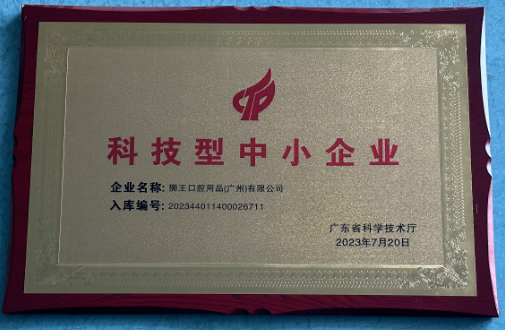 科技型中小企业
企业名称: 狮王口腔用品(广州)有限公司
入库编号: 202344011400026711
广东省科学技术厅
2023年7月20日